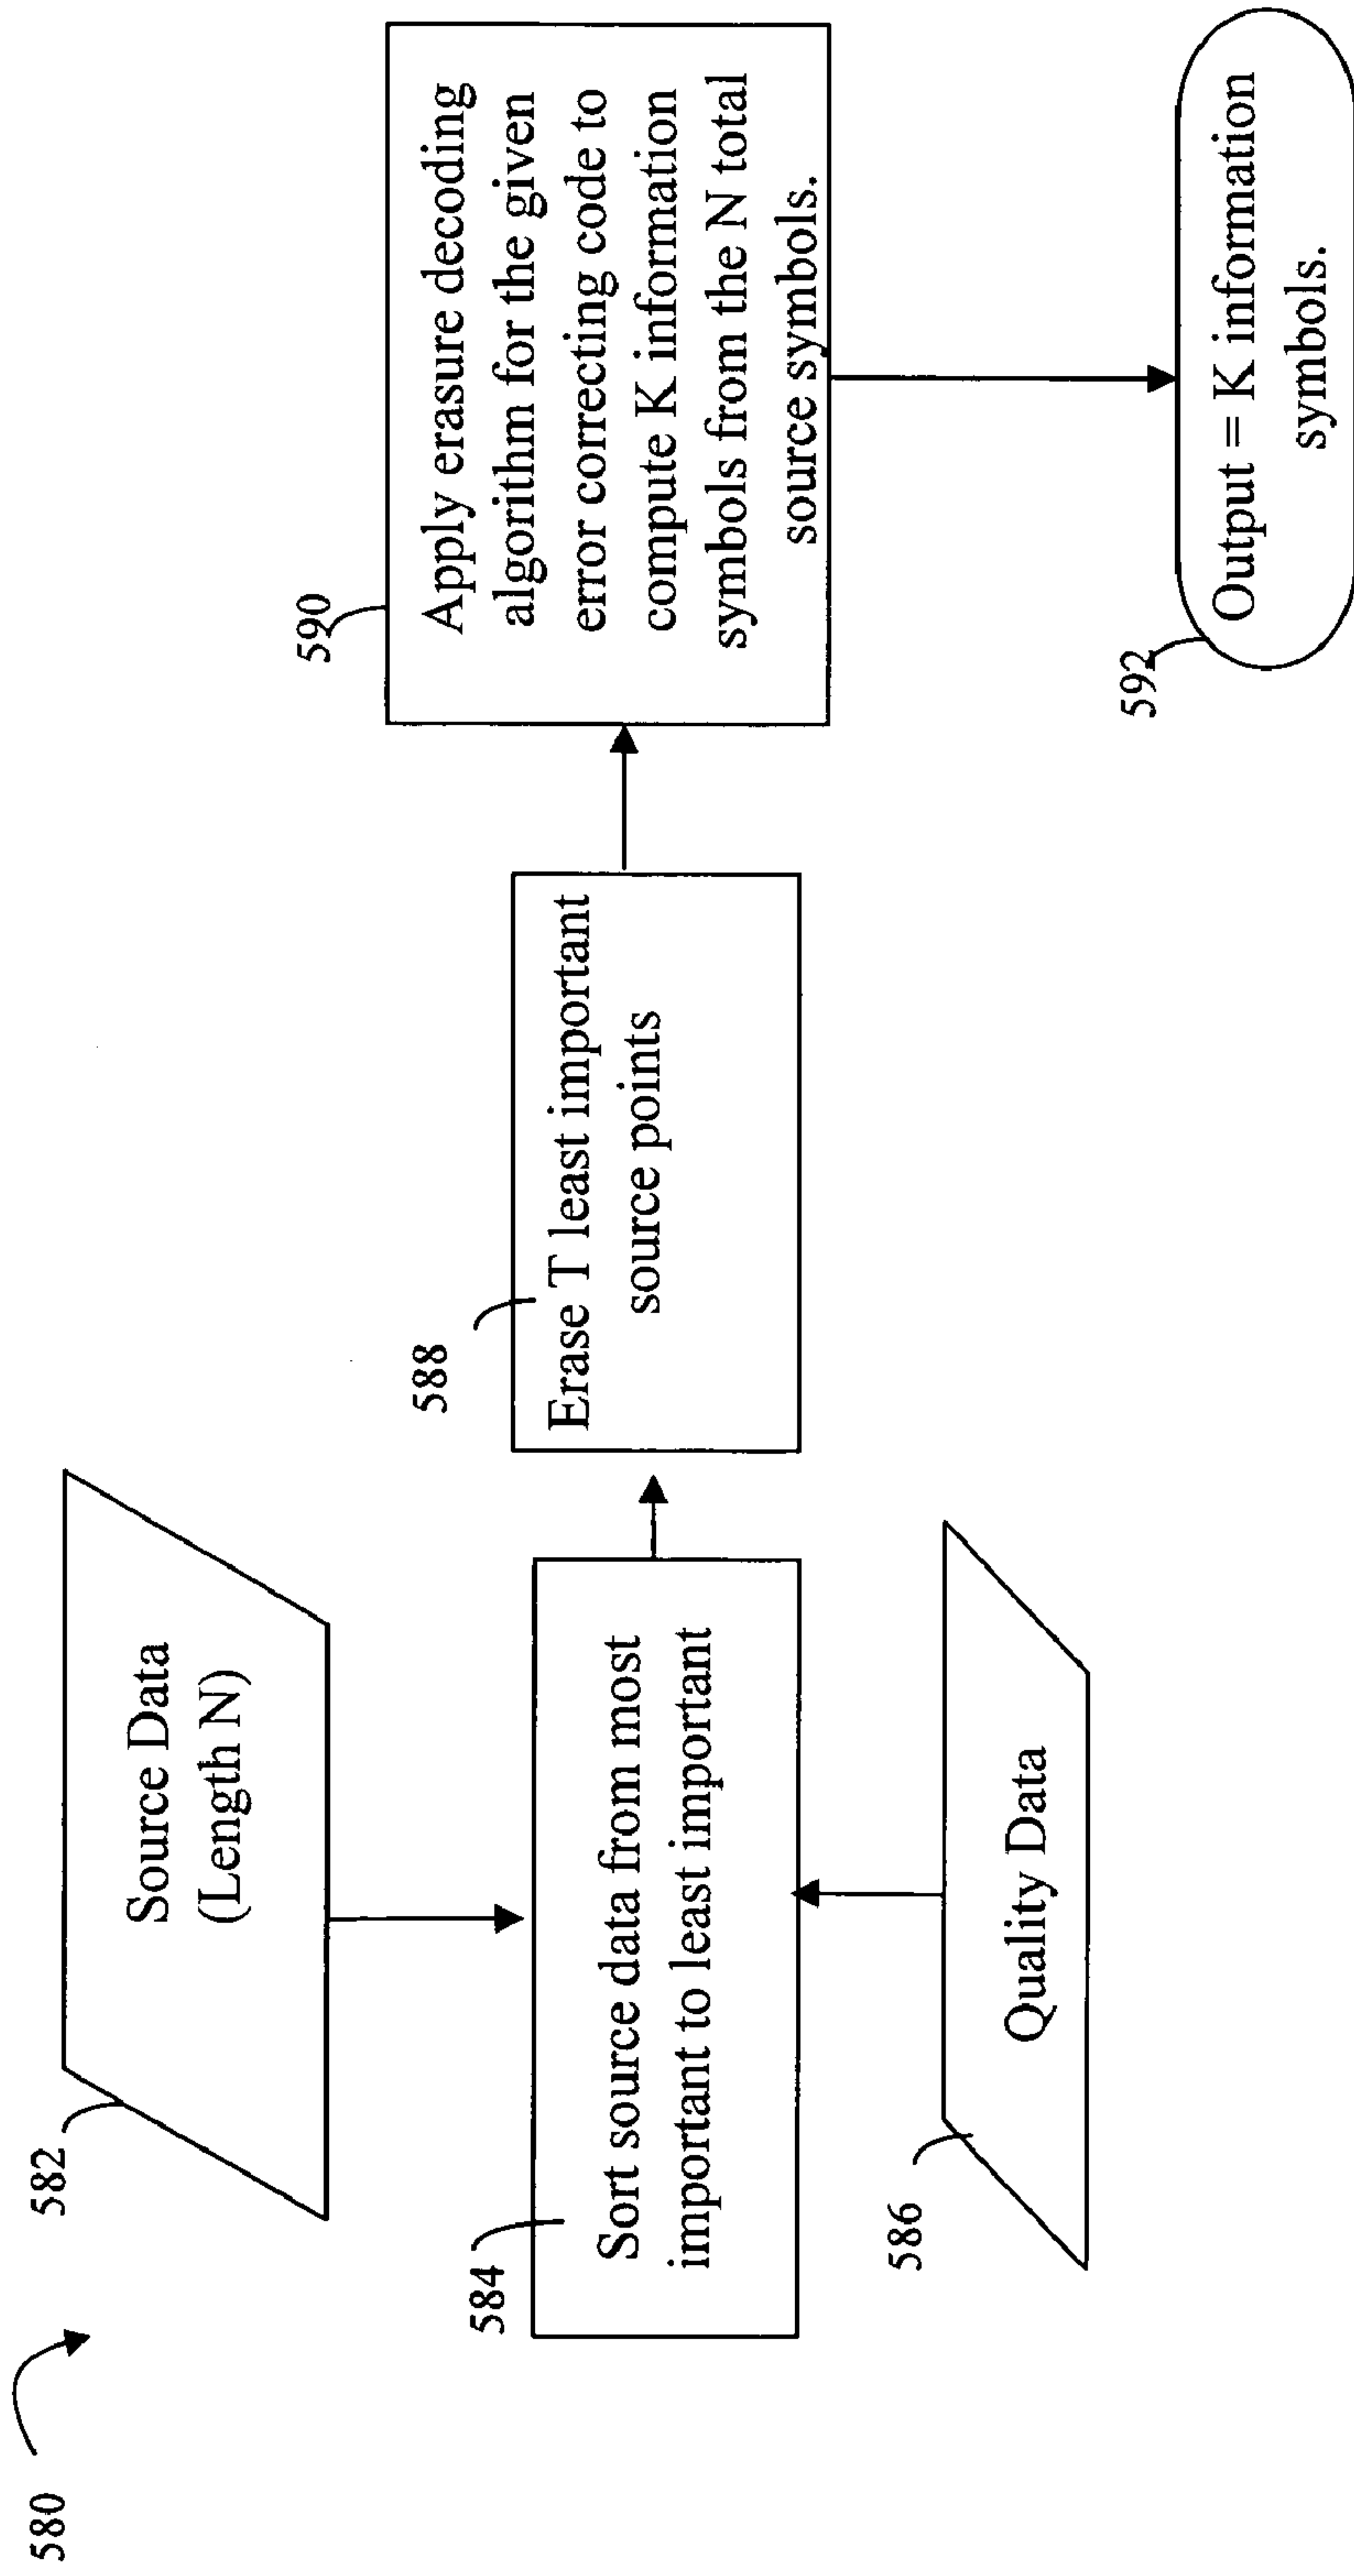 580
582
Source Data
(Length N)
584
Sort source data from most
important to least important
586
Quality Data
588
Erase T least important
source points
590
Apply erasure decoding
algorithm for the given
error correcting code to
compute K information
symbols from the N total
source symbols.
592
Output = K information
symbols.